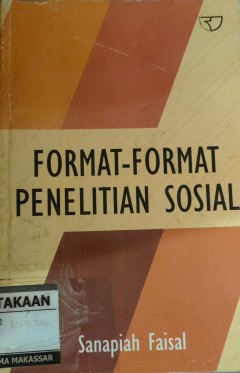 FORMAT-FORMAT
PENELITIAN SOSIAL
TAKAAN
MA MAKASSAR
Sanapiah Faisal